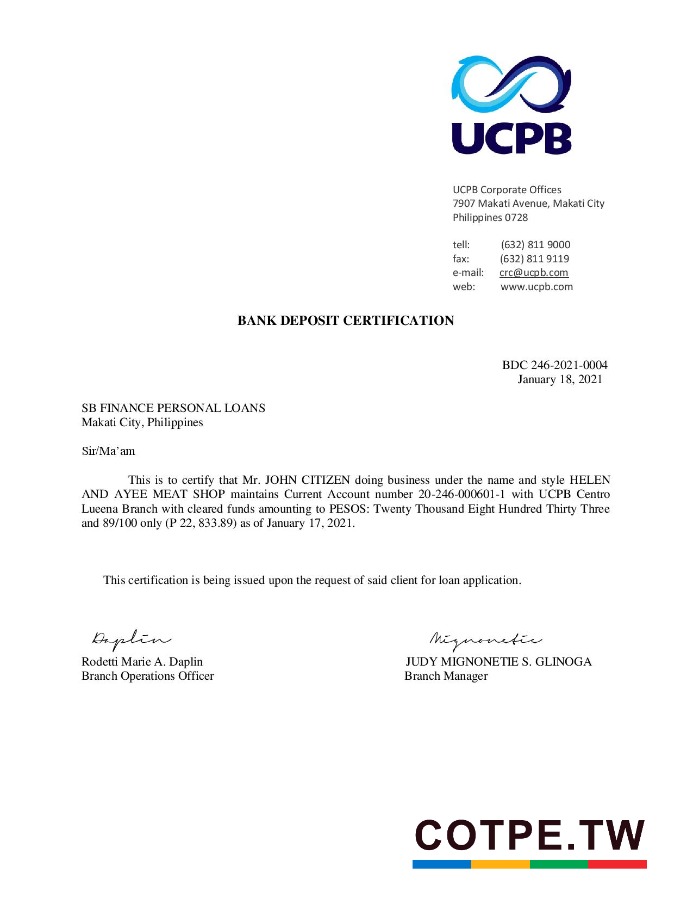 UCPB
UCPB Corporate Offices
7907 Makati Avenue, Makati City
Philippines 0728
tell: (632) 811 9000
fax: (632) 811 9119
e-mail: crc@ucpb.com
web: www.ucpb.com
BANK DEPOSIT CERTIFICATION
BDC 246-2021-0004
January 18, 2021
SB FINANCE PERSONAL LOANS
Makati City, Philippines
Sir/Ma’am
This is to certify that Mr. JOHN CITIZEN doing business under the name and style HELEN
AND AYEE MEAT SHOP maintains Current Account number 20-246-000601-1 with UCPB Centro
Lucena Branch with cleared funds amounting to PESOS: Twenty Thousand Eight Hundred Thirty Three
and 89/100 only (P 22, 833.89) as of January 17, 2021.
This certification is being issued upon the request of said client for loan application.
Daplin Mignonetie
Rodetti Marie A. Daplin JUDY MIGNONETIE S. GLINOGA
Branch Operations Officer Branch Manager
COTPE.TW